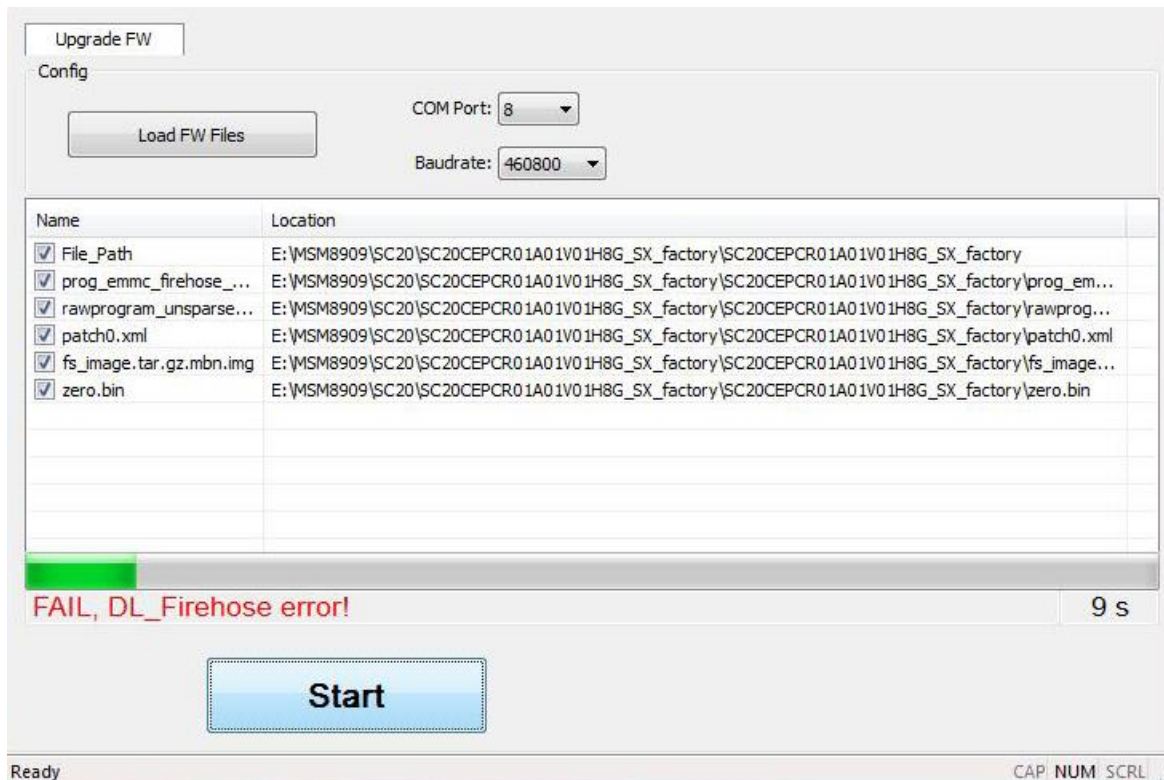 Upgrade FW
Config
Load FW Files
COM Port: 8
Baudrate: 460800
Name Location
File_Path E:\MSM8909\SC20\SC20CEPCR01A01V01H8G_SX_factory\SC20CEPCR01A01V01H8G_SX_factory
prog_emmc_firehose_... E:\MSM8909\SC20\SC20CEPCR01A01V01H8G_SX_factory\SC20CEPCR01A01V01H8G_SX_factory\prog_em...
rawprogram_unsparse... E:\MSM8909\SC20\SC20CEPCR01A01V01H8G_SX_factory\SC20CEPCR01A01V01H8G_SX_factory\rawprog...
patch0.xml E:\MSM8909\SC20\SC20CEPCR01A01V01H8G_SX_factory\SC20CEPCR01A01V01H8G_SX_factory\patch0.xml
fs_image.tar.gz.mbn.img E:\MSM8909\SC20\SC20CEPCR01A01V01H8G_SX_factory\SC20CEPCR01A01V01H8G_SX_factory\fs_image...
zero.bin E:\MSM8909\SC20\SC20CEPCR01A01V01H8G_SX_factory\SC20CEPCR01A01V01H8G_SX_factory\zero.bin
FAIL, DL_Firehose error! 9 s
Start
Ready CAP NUM SCRL